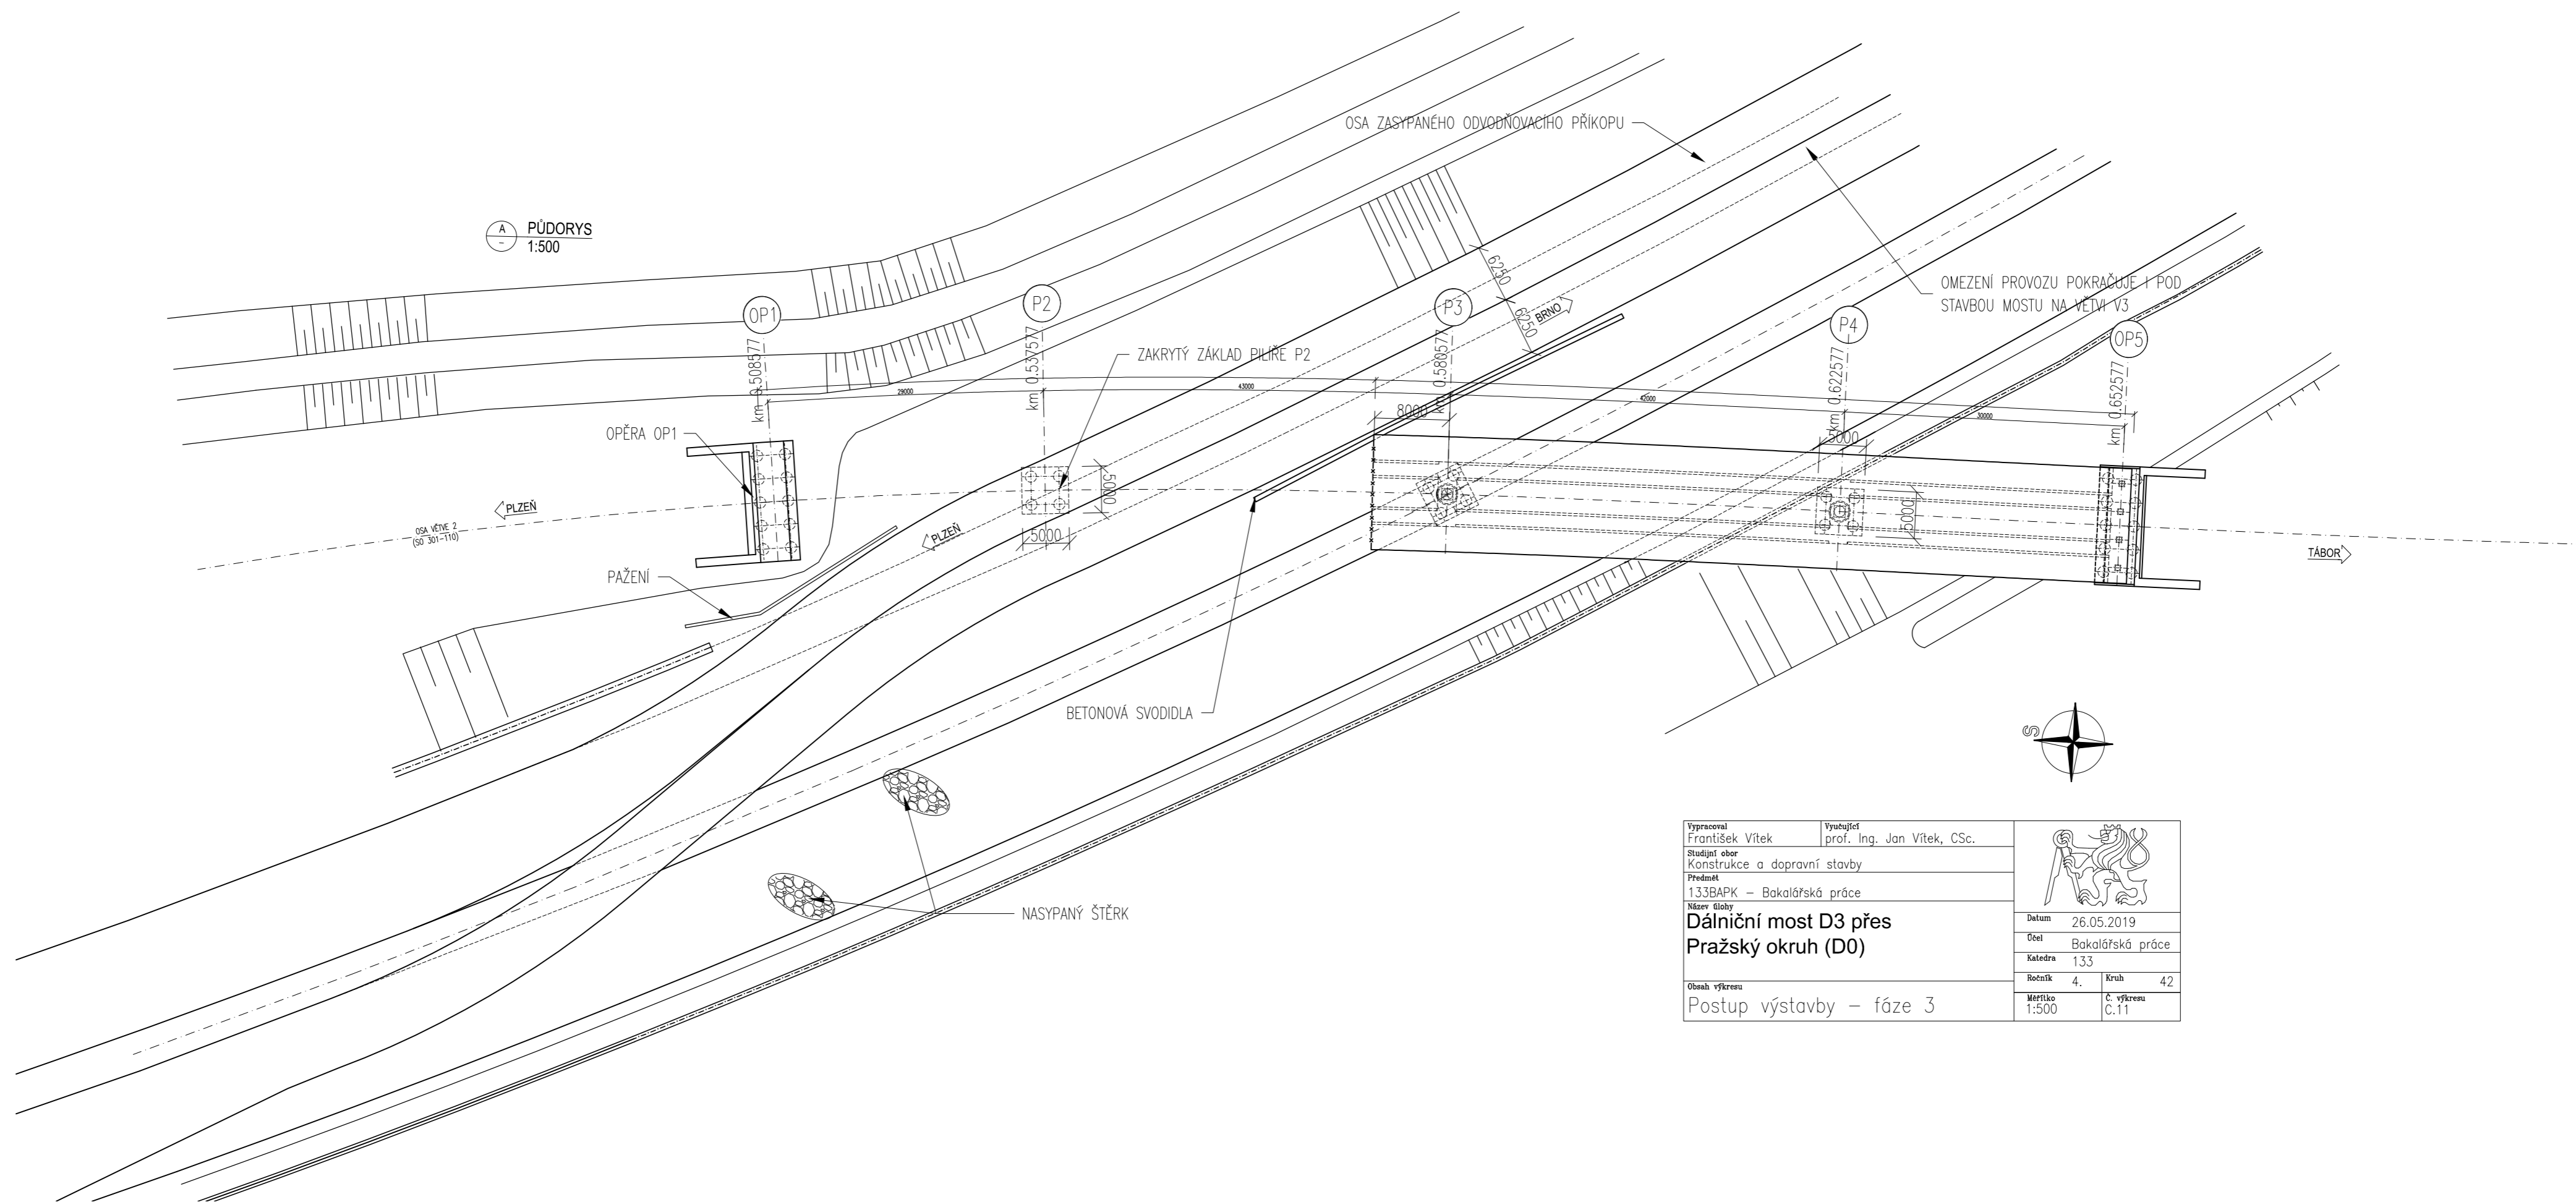 A
–
PŮDORYS
1:500
OSA ZASYPANÉHO ODVODŇOVACÍHO PŘÍKOPU
OMEZENÍ PROVOZU POKRAČUJE I POD
STAVBOU MOSTU NA VĚTVI V3
OP1
P2
P3
P4
OP5
km 0.508577
km 0.537577
km 0.580577
km 0.622577
km 0.652577
6250
6250
BRNO
ZAKRYTÝ ZÁKLAD PILÍŘE P2
29000
43000
42000
30000
8000
5000
OPĚRA OP1
5000
5000
5000
PLZEŇ
PLZEŇ
OSA VĚTVE 2
(SO 301-110)
TÁBOR
PAŽENÍ
BETONOVÁ SVODIDLA
NASYPANÝ ŠTĚRK
S
Vypracoval
František Vítek
Vyučující
prof. Ing. Jan Vítek, CSc.
Studijní obor
Konstrukce a dopravní stavby
Předmět
133BAPK – Bakalářská práce
Název úlohy
Dálniční most D3 přes
Pražský okruh (D0)
Obsah výkresu
Postup výstavby – fáze 3
Datum 26.05.2019
Účel Bakalářská práce
Katedra 133
Ročník 4. Kruh 42
Měřítko
1:500
Č. výkresu
C.11